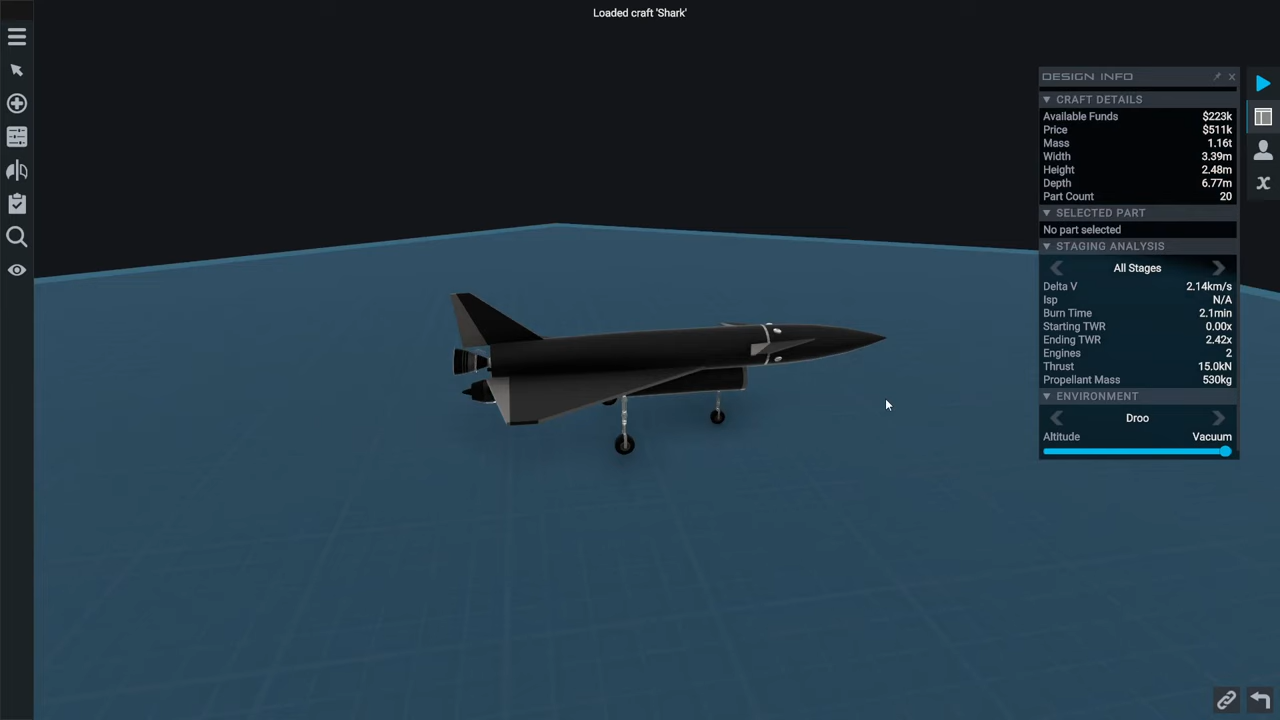 Loaded craft 'Shark'
DESIGN INFO
CRAFT DETAILS
Available Funds $223k
Price $511k
Mass 1.16t
Width 3.39m
Height 2.48m
Depth 6.77m
Part Count 20
SELECTED PART
No part selected
STAGING ANALYSIS
All Stages
Delta V 2.14km/s
Isp N/A
Burn Time 2.1min
Starting TWR 0.00x
Ending TWR 2.42x
Engines 2
Thrust 15.0kN
Propellant Mass 530kg
ENVIRONMENT
Droo
Altitude Vacuum